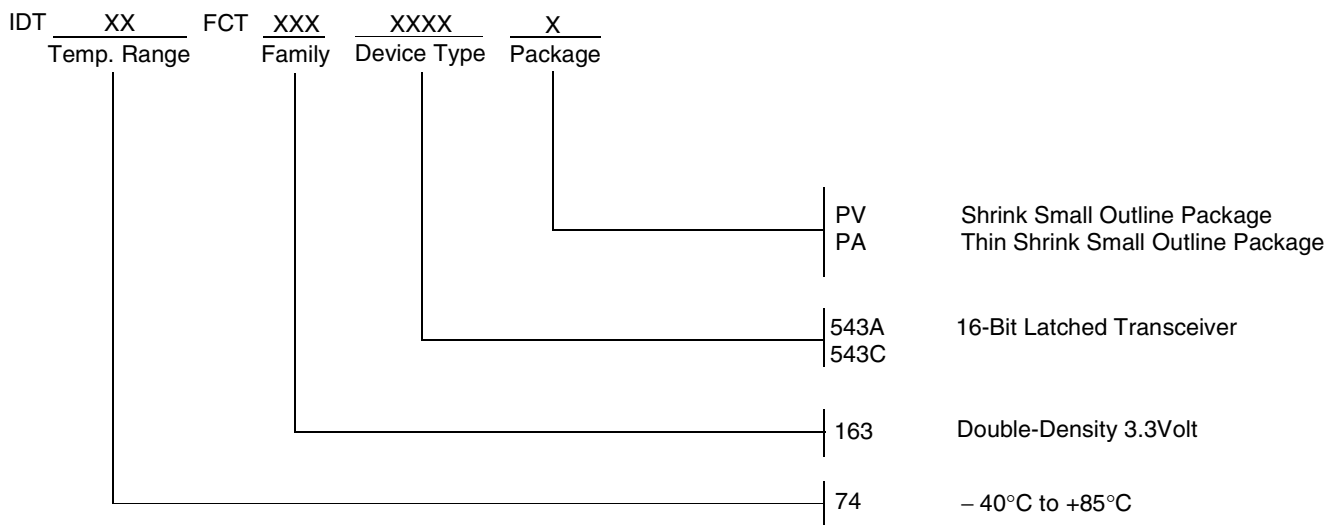 IDT XX FCT XXX XXXX X
Temp. Range Family Device Type Package
PV Shrink Small Outline Package
PA Thin Shrink Small Outline Package
543A 16-Bit Latched Transceiver
543C
163 Double-Density 3.3Volt
74 – 40°C to +85°C